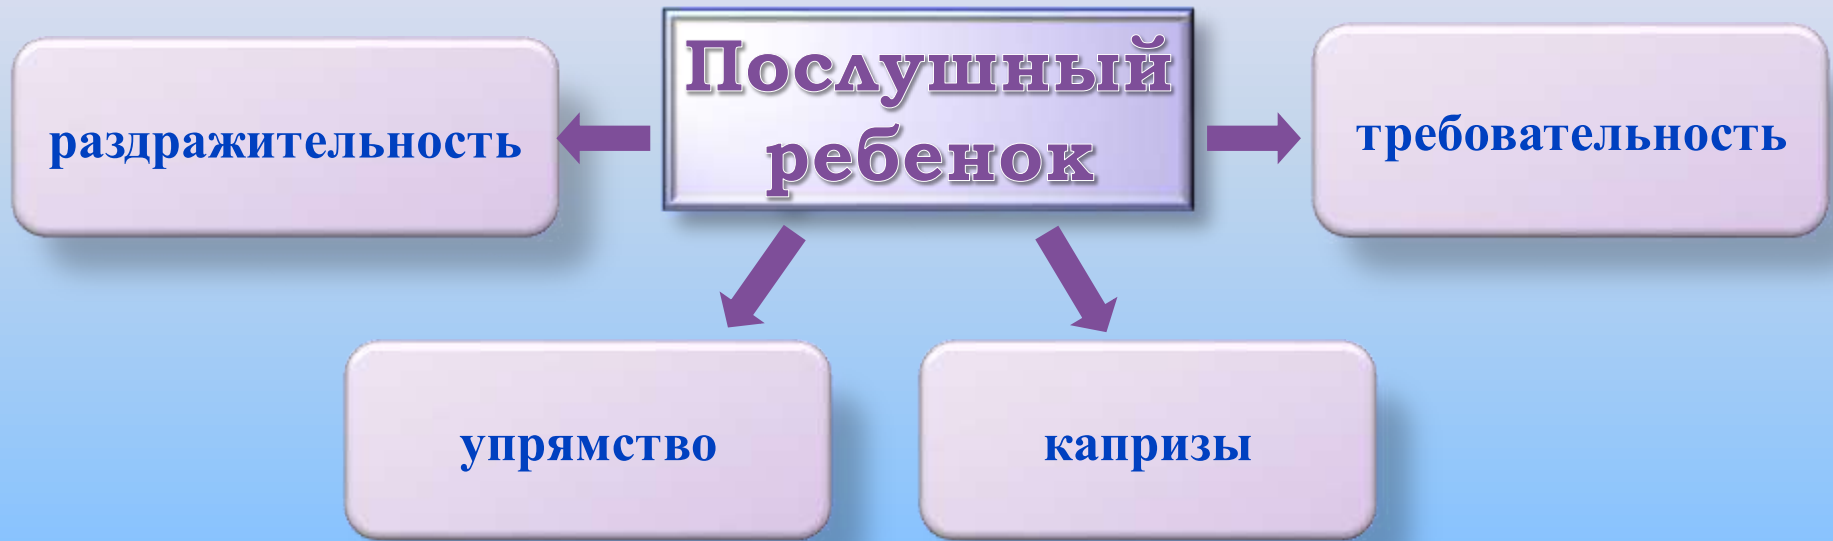 Послушный
ребенок
раздражительность
требовательность
упрямство
капризы